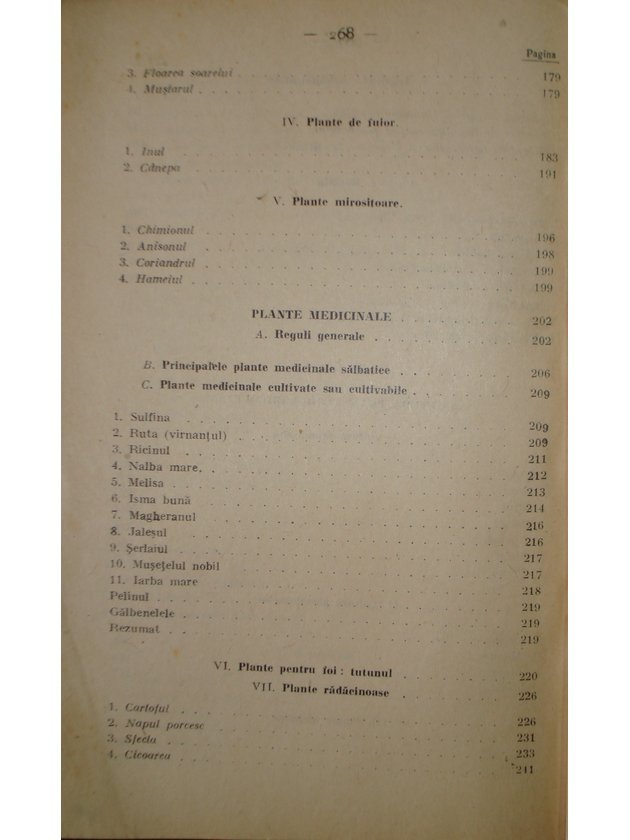 — 268 —
Pagina
3. Floarea soarelui . . . . . 179
4. Muștarul . . . . . 179
IV. Plante de fuior.
1. Inul . . . . . 183
2. Cânepa . . . . . 191
V. Plante mirositoare.
1. Chimionul . . . . . 196
2. Anisonul . . . . . 198
3. Coriandrul . . . . . 199
4. Hameiul . . . . . 199
PLANTE MEDICINALE . . . . . 202
A. Reguli generale . . . . . 202
B. Principalele plante medicinale sălbatice . . . . . 206
C. Plante medicinale cultivate sau cultivabile . . . . . 209
1. Sulfina . . . . . 209
2. Ruta (virnanțul) . . . . . 209
3. Ricinul . . . . . 211
4. Nalba mare. . . . . . 212
5. Melisa . . . . . 213
6. Isma bună . . . . . 214
7. Magheranul . . . . . 216
8. Jaleșul . . . . . 216
9. Șerlaiul . . . . . 217
10. Mușețelul nobil . . . . . 217
11. Iarba mare . . . . . 218
Pelinul . . . . . 219
Gălbenelele . . . . . 219
Rezumat . . . . . 219
VI. Plante pentru foi : tutunul . . . . . 220
VII. Plante rădăcinoase . . . . . 226
1. Cartoful . . . . . 226
2. Napul porcesc . . . . . 231
3. Sfecla . . . . . 233
4. Cicoarea . . . . . 241